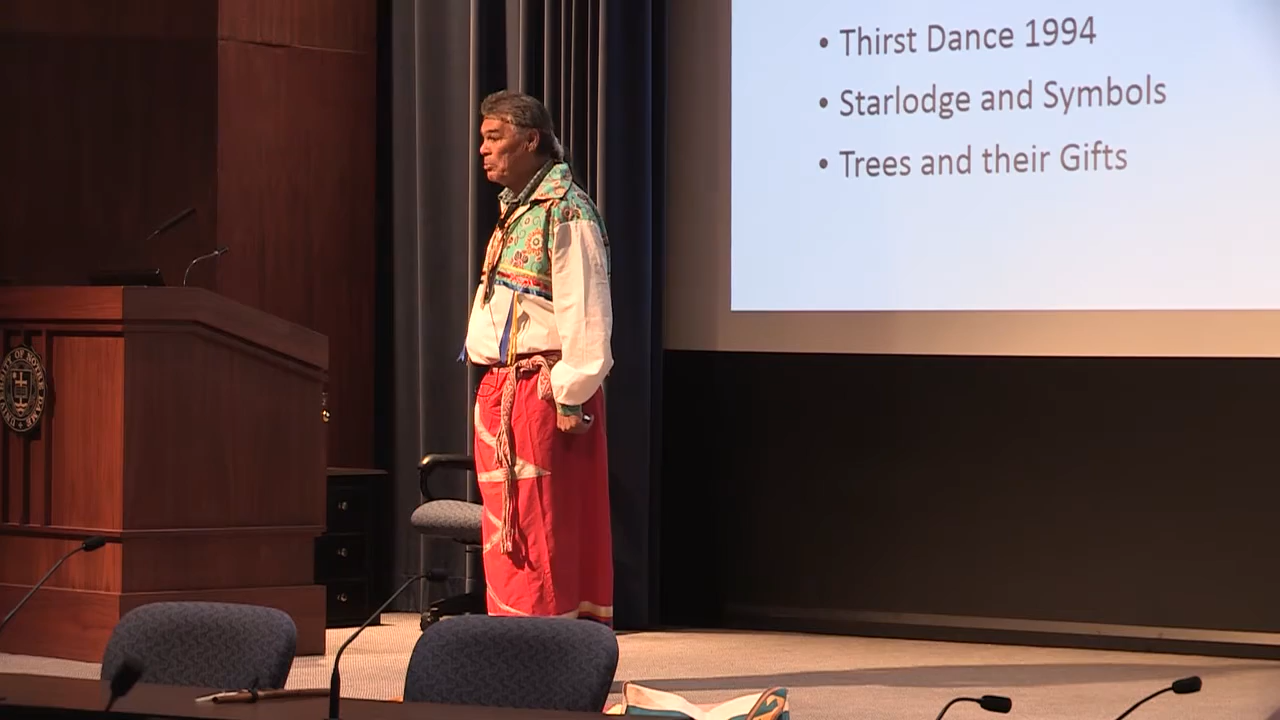 • Thirst Dance 1994
• Starlodge and Symbols
• Trees and their Gifts